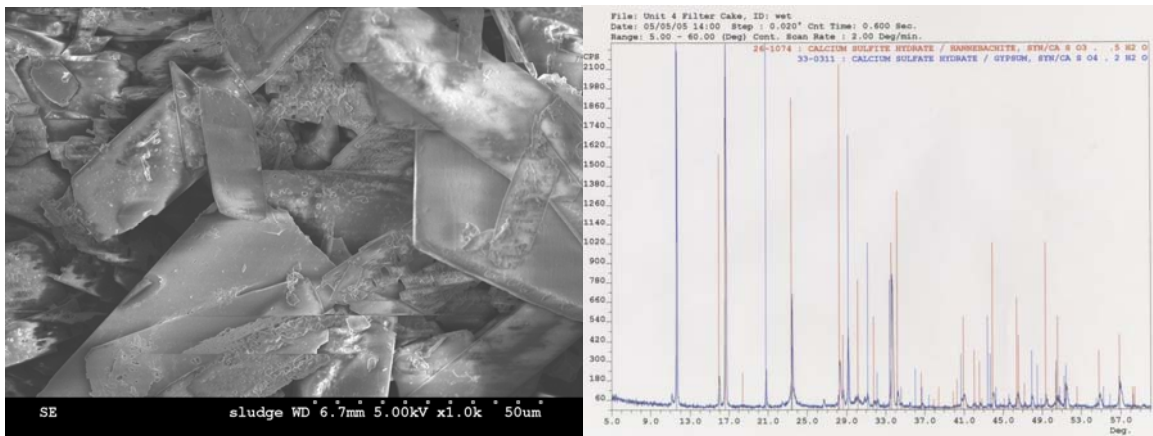 SE
sludge WD 6.7mm 5.00kV x1.0k 50um
File: Unit 4 Filter Cake, ID: wet
Date: 05/05/05 14:00 Step : 0.020° Cnt Time: 0.600 Sec.
Range: 5.00 - 60.00 (Deg) Cont. Scan Rate : 2.00 Deg/min.
26-1074 : CALCIUM SULFITE HYDRATE / HANNEBACHITE, SYN/CA S O3 . .5 H2 O
33-0311 : CALCIUM SULFATE HYDRATE / GYPSUM, SYN/CA S O4 . 2 H2 O
CPS
2100
1980
1860
1740
1620
1500
1380
1260
1140
1020
900
780
660
540
420
300
180
60
5.0 9.0 13.0 17.0 21.0 25.0 29.0 33.0 37.0 41.0 45.0 49.0 53.0 57.0
Deg.